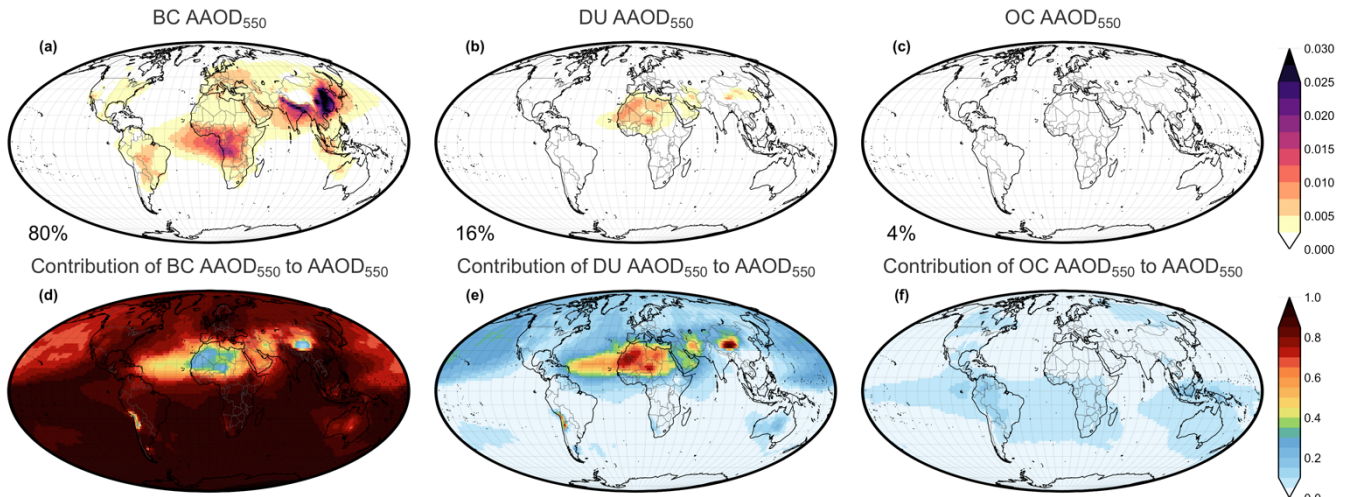 BC AAOD550
DU AAOD550
OC AAOD550
(a)
(b)
(c)
0.030
0.025
0.020
0.015
0.010
0.005
0.000
80%
16%
4%
Contribution of BC AAOD550 to AAOD550
Contribution of DU AAOD550 to AAOD550
Contribution of OC AAOD550 to AAOD550
(d)
(e)
(f)
1.0
0.8
0.6
0.4
0.2
0.0